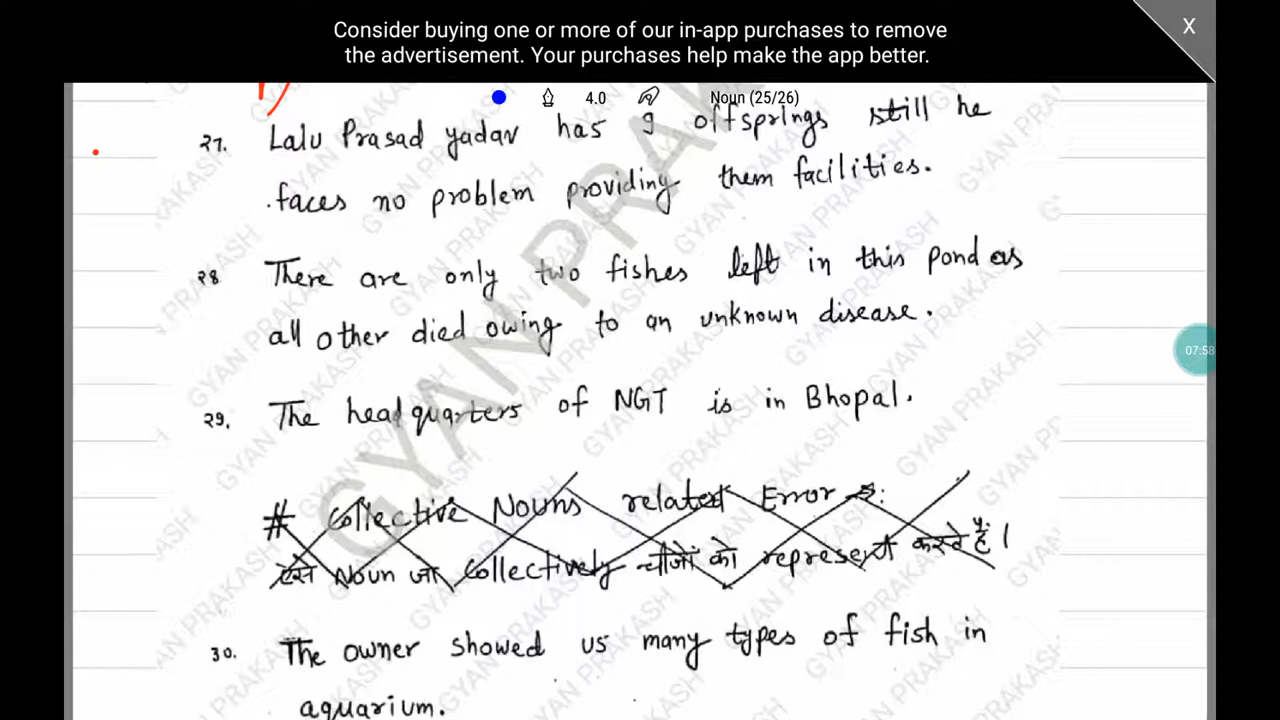 Consider buying one or more of our in-app purchases to remove
the advertisement. Your purchases help make the app better.
X
4.0
Noun (25/26)
27. Lalu Prasad yadav has 9 offsprings still he
faces no problem providing them facilities.
28 There are only two fishes left in this pond as
all other died owing to an unknown disease.
07:58
29. The headquarters of NGT is in Bhopal.
# Collective Nouns related Error
ऐसे Noun जो collectively चीजों को represent करते हैं।
30. The owner showed us many types of fish in
aquarium.
GYAN PRAKASH